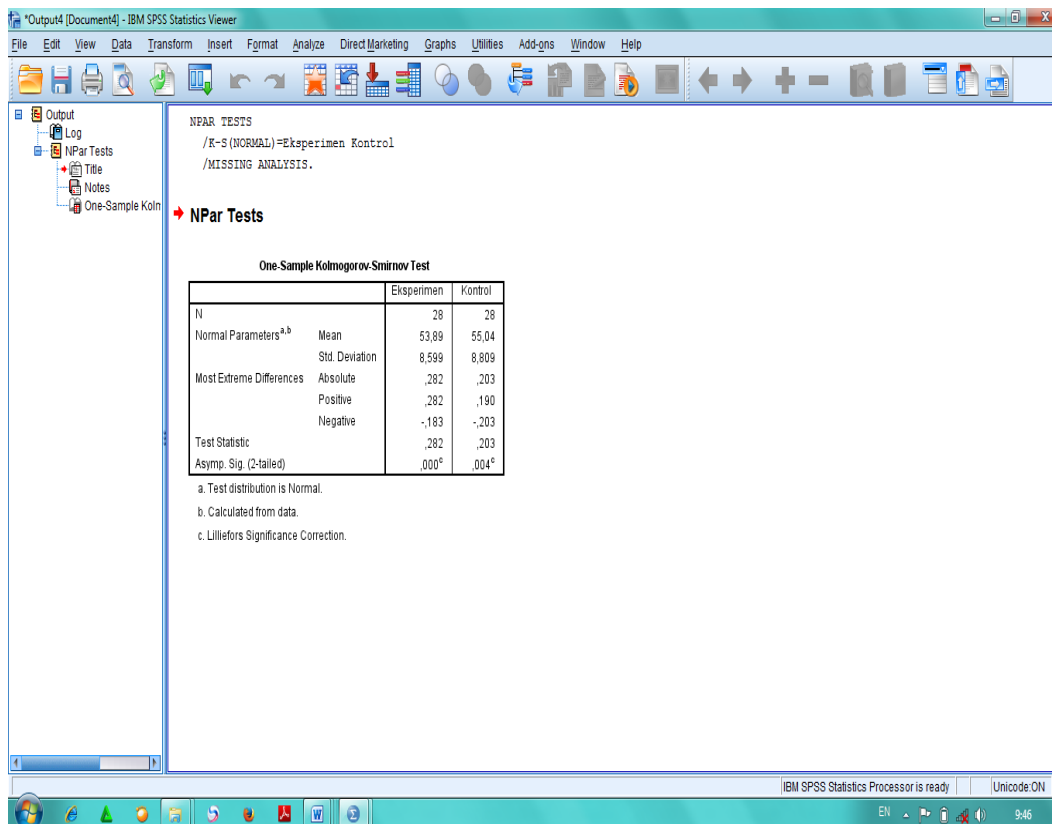 *Output4 [Document4] - IBM SPSS Statistics Viewer
File Edit View Data Transform Insert Format Analyze Direct Marketing Graphs Utilities Add-ons Window Help
Output
Log
NPar Tests
Title
Notes
One-Sample Kolm
NPAR TESTS
/K-S(NORMAL)=Eksperimen Kontrol
/MISSING ANALYSIS.
NPar Tests
One-Sample Kolmogorov-Smirnov Test
Eksperimen Kontrol
N 28 28
Normal Parameters a,b Mean 53,89 55,04
Std. Deviation 8,599 8,809
Most Extreme Differences Absolute ,282 ,203
Positive ,282 ,190
Negative -,183 -,203
Test Statistic ,282 ,203
Asymp. Sig. (2-tailed) ,000c ,004c
a. Test distribution is Normal.
b. Calculated from data.
c. Lilliefors Significance Correction.
IBM SPSS Statistics Processor is ready Unicode:ON
EN 9:46